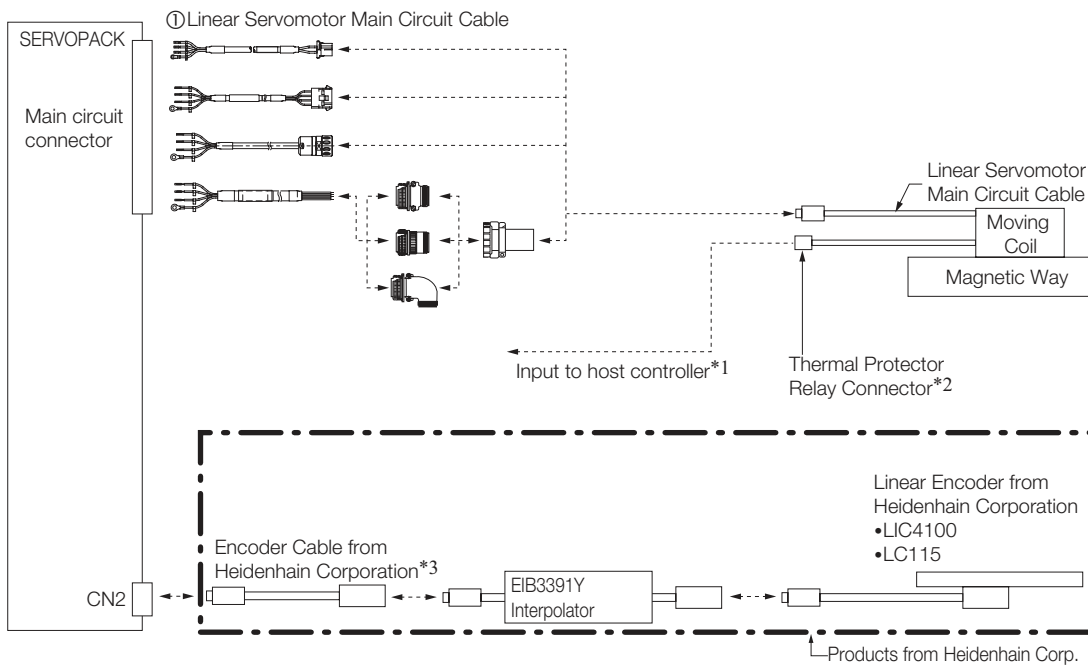 ①Linear Servomotor Main Circuit Cable
SERVOPACK
Main circuit
connector
Linear Servomotor
Main Circuit Cable
Moving
Coil
Magnetic Way
Input to host controller*1
Thermal Protector
Relay Connector*2
Linear Encoder from
Heidenhain Corporation
•LIC4100
•LC115
Encoder Cable from
Heidenhain Corporation*3
EIB3391Y
Interpolator
CN2
Products from Heidenhain Corp.